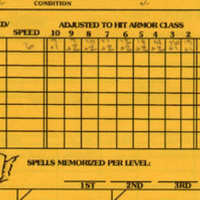 CONDITION +/-
D/ ADJUSTED TO HIT ARMOR CLASS
SPEED 10 9 8 7 6 5 4 3 2
6
SPELLS MEMORIZED PER LEVEL:
1ST 2ND 3RD